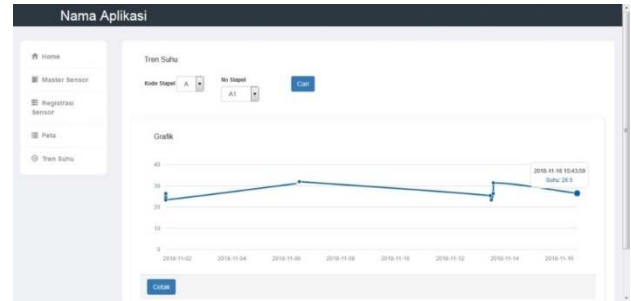 Nama Aplikasi
Home
Master Sensor
Registrasi
Sensor
Peta
Tren Suhu
Tren Suhu
Kode Stapel A
No Stapel
A1
Cari
Grafik
40
30
20
10
0
2018-11-16 15:43:59
Suhu: 26.5
2018-11-02 2018-11-04 2018-11-06 2018-11-08 2018-11-10 2018-11-12 2018-11-14 2018-11-16
Cetak